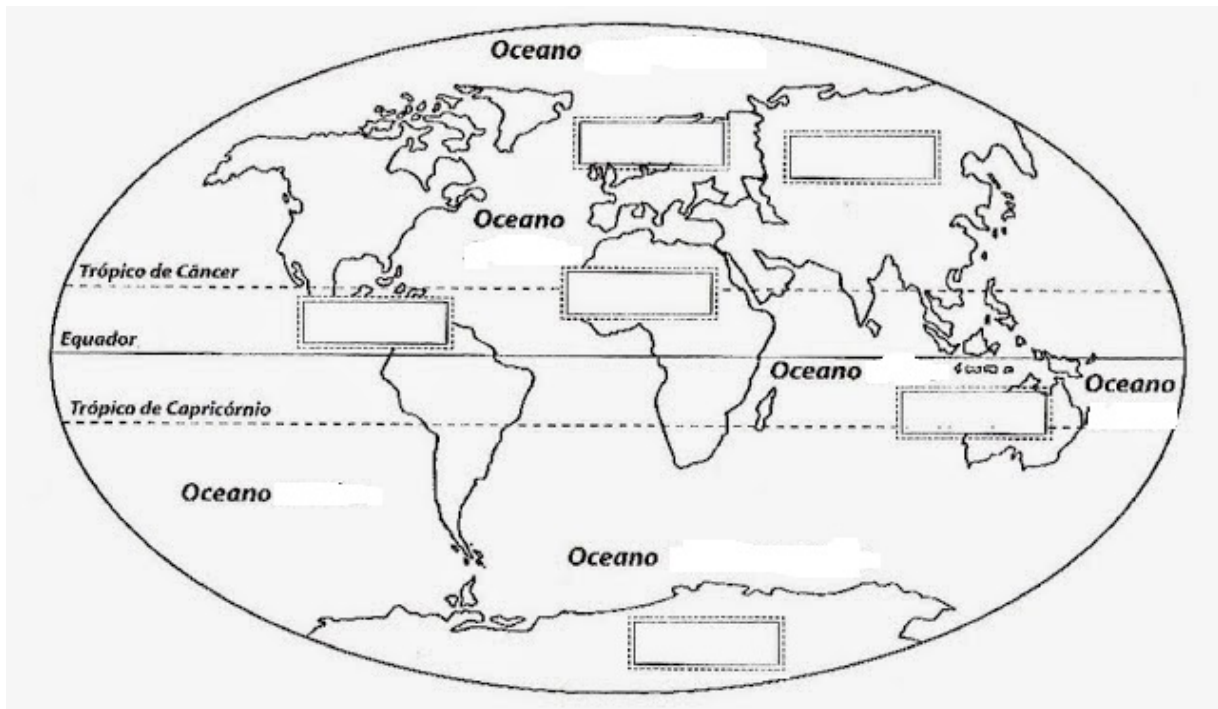 Oceano
Oceano
Trópico de Câncer
Equador
Oceano
Oceano
Trópico de Capricórnio
Oceano
Oceano